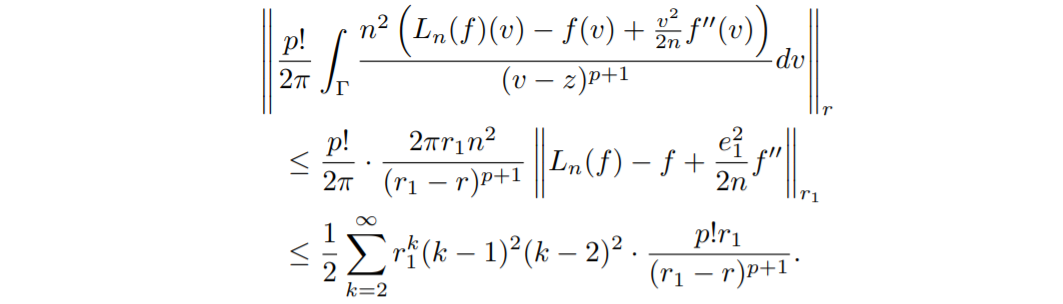 $$\left\| \frac{p!}{2\pi} \int_{\Gamma} \frac{n^2 \left( L_n(f)(v) - f(v) + \frac{v^2}{2n} f''(v) \right)}{(v-z)^{p+1}} dv \right\|_r$$
$$\leq \frac{p!}{2\pi} \cdot \frac{2\pi r_1 n^2}{(r_1 - r)^{p+1}} \left\| L_n(f) - f + \frac{e_1^2}{2n} f'' \right\|_{r_1}$$
$$\leq \frac{1}{2} \sum_{k=2}^{\infty} r_1^k (k-1)^2 (k-2)^2 \cdot \frac{p! r_1}{(r_1 - r)^{p+1}}.$$